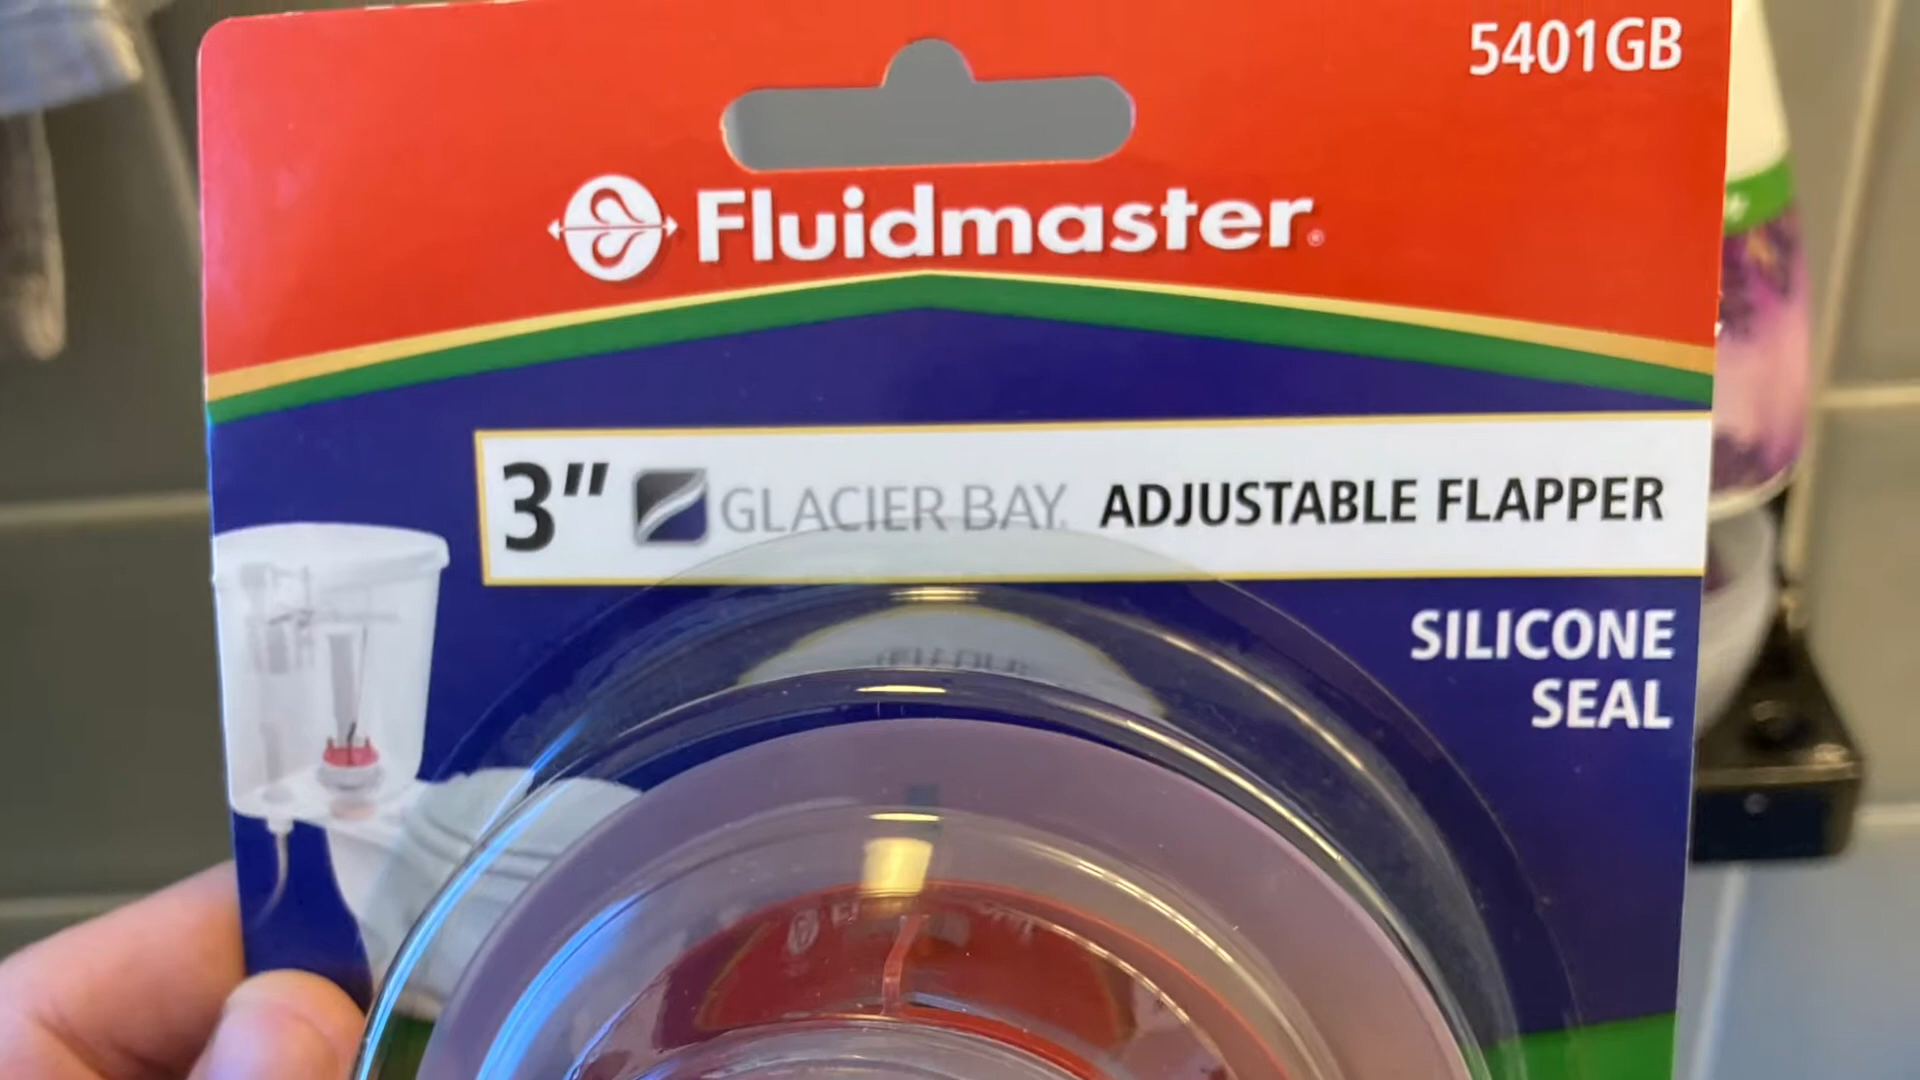 5401GB
Fluidmaster®
3" GLACIER BAY® ADJUSTABLE FLAPPER
SILICONE
SEAL